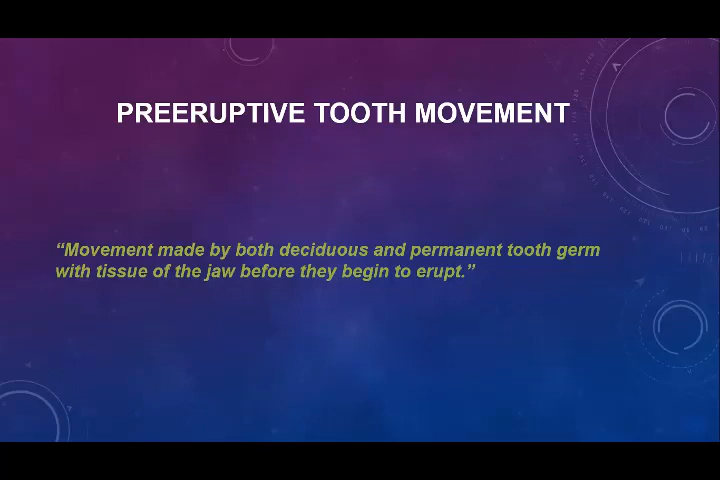 PREERUPTIVE TOOTH MOVEMENT
“Movement made by both deciduous and permanent tooth germ
with tissue of the jaw before they begin to erupt.”